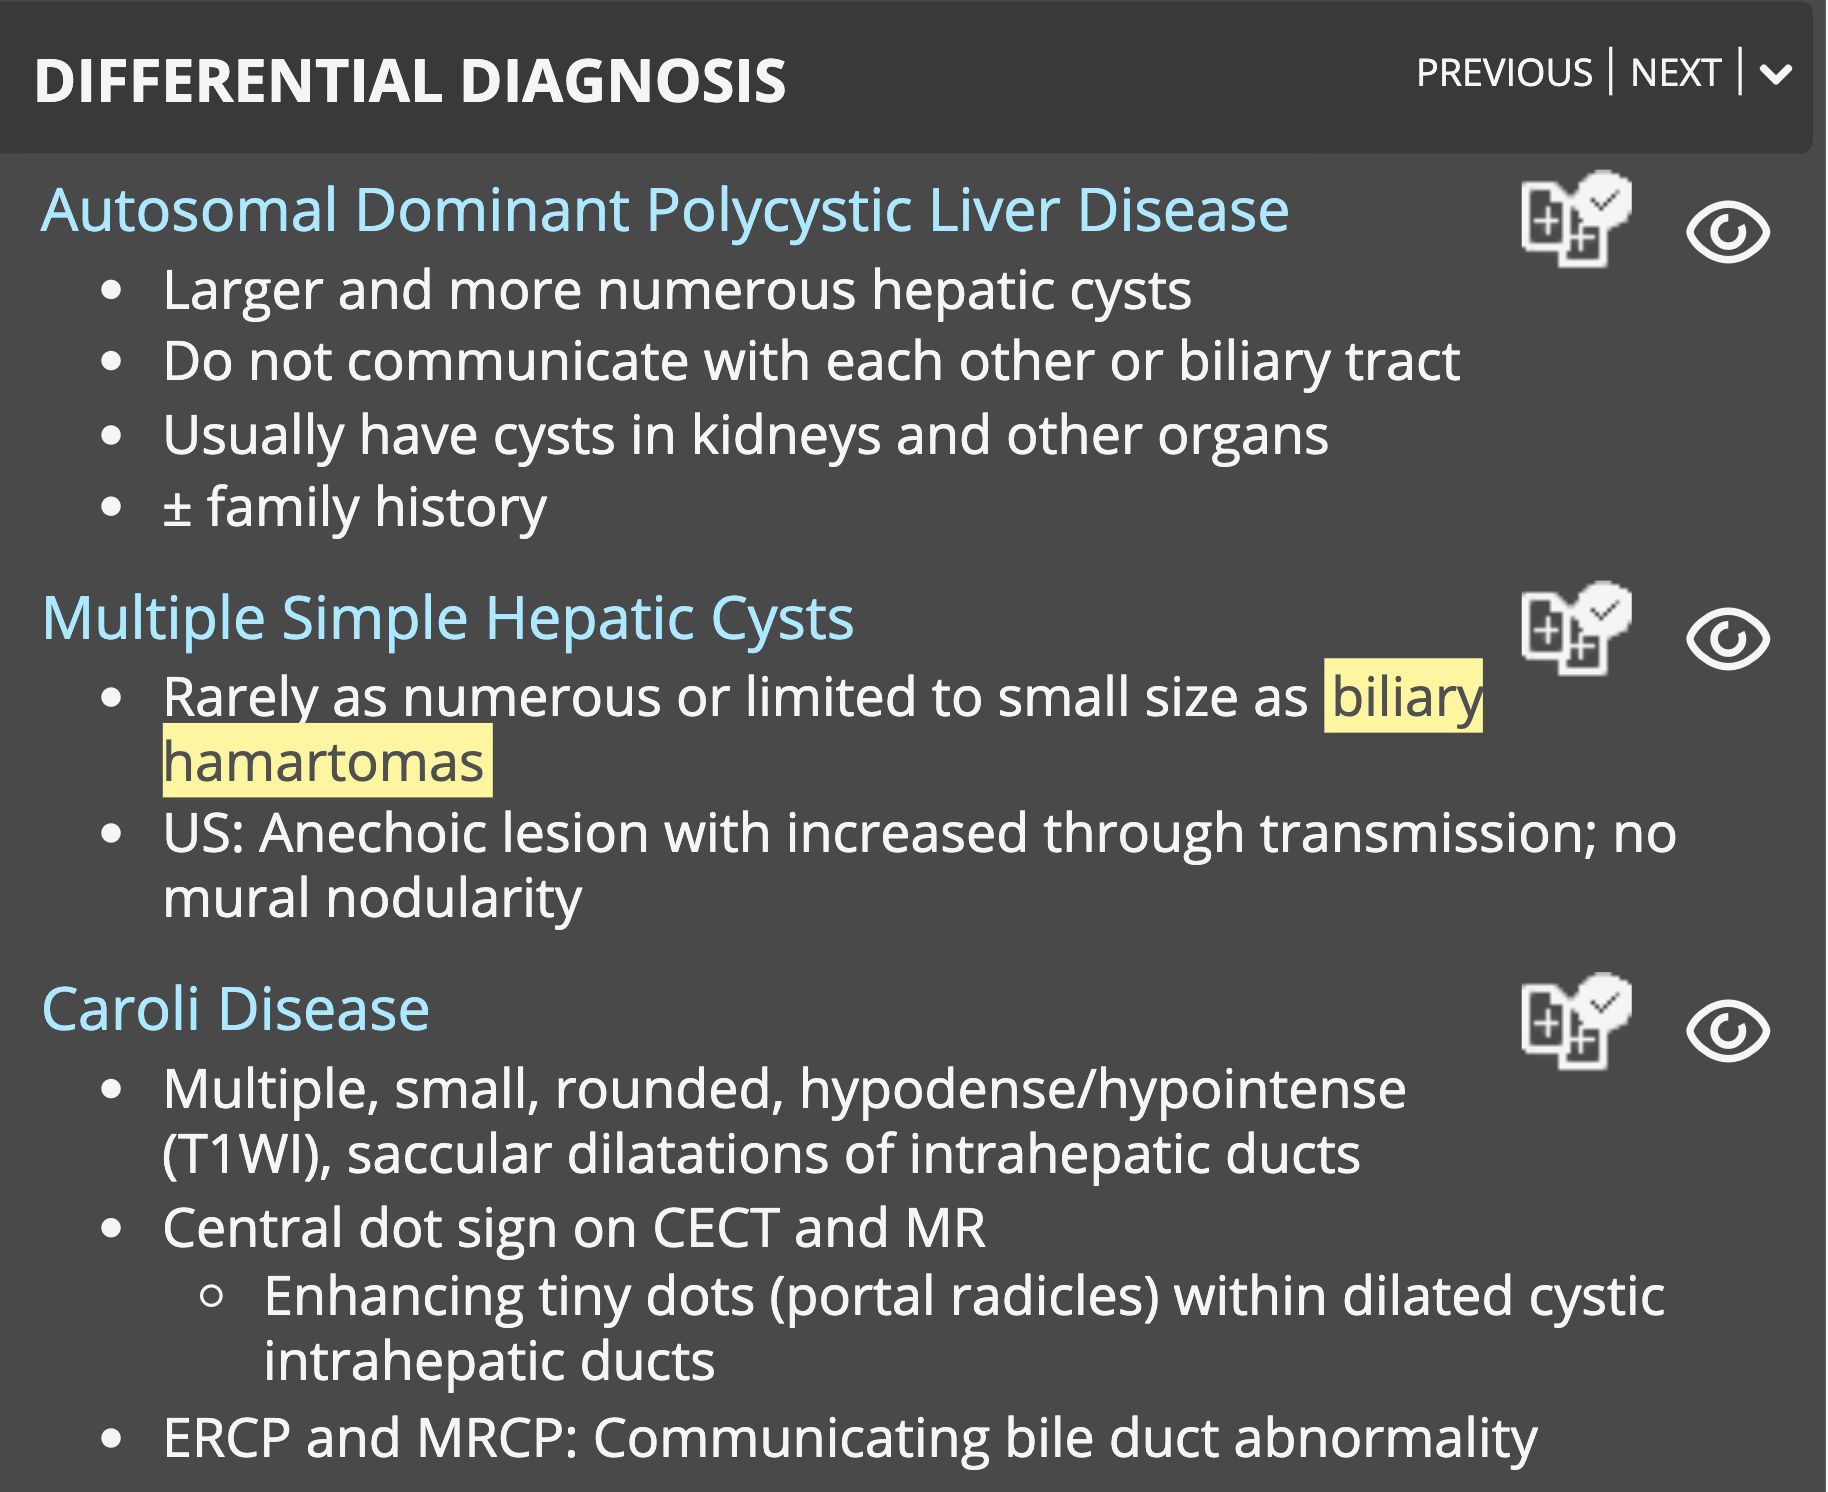 DIFFERENTIAL DIAGNOSIS
PREVIOUS | NEXT |
Autosomal Dominant Polycystic Liver Disease
• Larger and more numerous hepatic cysts
• Do not communicate with each other or biliary tract
• Usually have cysts in kidneys and other organs
• ± family history
Multiple Simple Hepatic Cysts
• Rarely as numerous or limited to small size as biliary
hamartomas
• US: Anechoic lesion with increased through transmission; no
mural nodularity
Caroli Disease
• Multiple, small, rounded, hypodense/hypointense
(T1WI), saccular dilatations of intrahepatic ducts
• Central dot sign on CECT and MR
○ Enhancing tiny dots (portal radicles) within dilated cystic
intrahepatic ducts
• ERCP and MRCP: Communicating bile duct abnormality